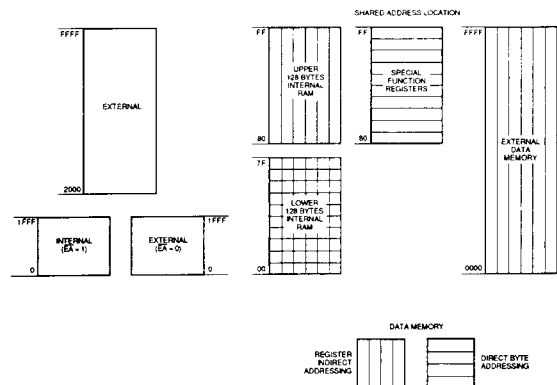 SHARED ADDRESS LOCATION
FFFF
EXTERNAL
2000
1FFF
INTERNAL
(EA = 1)
0
EXTERNAL
(EA = 0)
1FFF
0
FF
UPPER
128 BYTES
INTERNAL
RAM
80
FF
SPECIAL
FUNCTION
REGISTERS
80
7F
LOWER
128 BYTES
INTERNAL
RAM
00
FFFF
EXTERNAL
DATA
MEMORY
0000
DATA MEMORY
REGISTER
INDIRECT
ADDRESSING
DIRECT BYTE
ADDRESSING